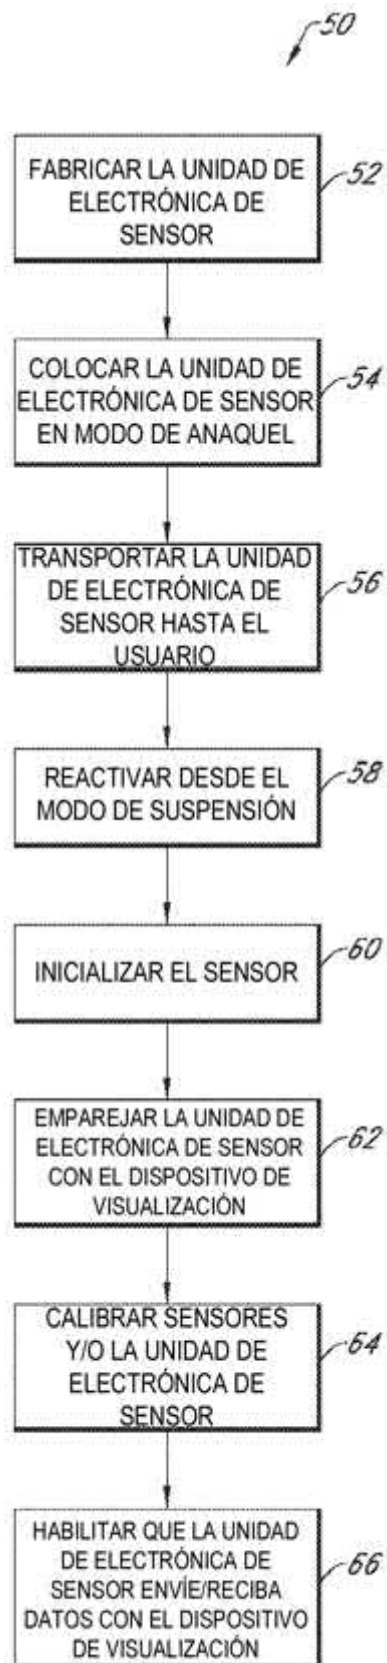 50
FABRICAR LA UNIDAD DE
ELECTRÓNICA DE
SENSOR
52
COLOCAR LA UNIDAD DE
ELECTRÓNICA DE SENSOR
EN MODO DE ANAQUEL
54
TRANSPORTAR LA UNIDAD
DE ELECTRÓNICA DE
SENSOR HASTA EL
USUARIO
56
REACTIVAR DESDE EL
MODO DE SUSPENSIÓN
58
INICIALIZAR EL SENSOR
60
EMPAREJAR LA UNIDAD DE
ELECTRÓNICA DE SENSOR
CON EL DISPOSITIVO DE
VISUALIZACIÓN
62
CALIBRAR SENSORES
Y/O LA UNIDAD DE
ELECTRÓNICA DE
SENSOR
64
HABILITAR QUE LA UNIDAD
DE ELECTRÓNICA DE
SENSOR ENVÍE/RECIBA
DATOS CON EL DISPOSITIVO
DE VISUALIZACIÓN
66